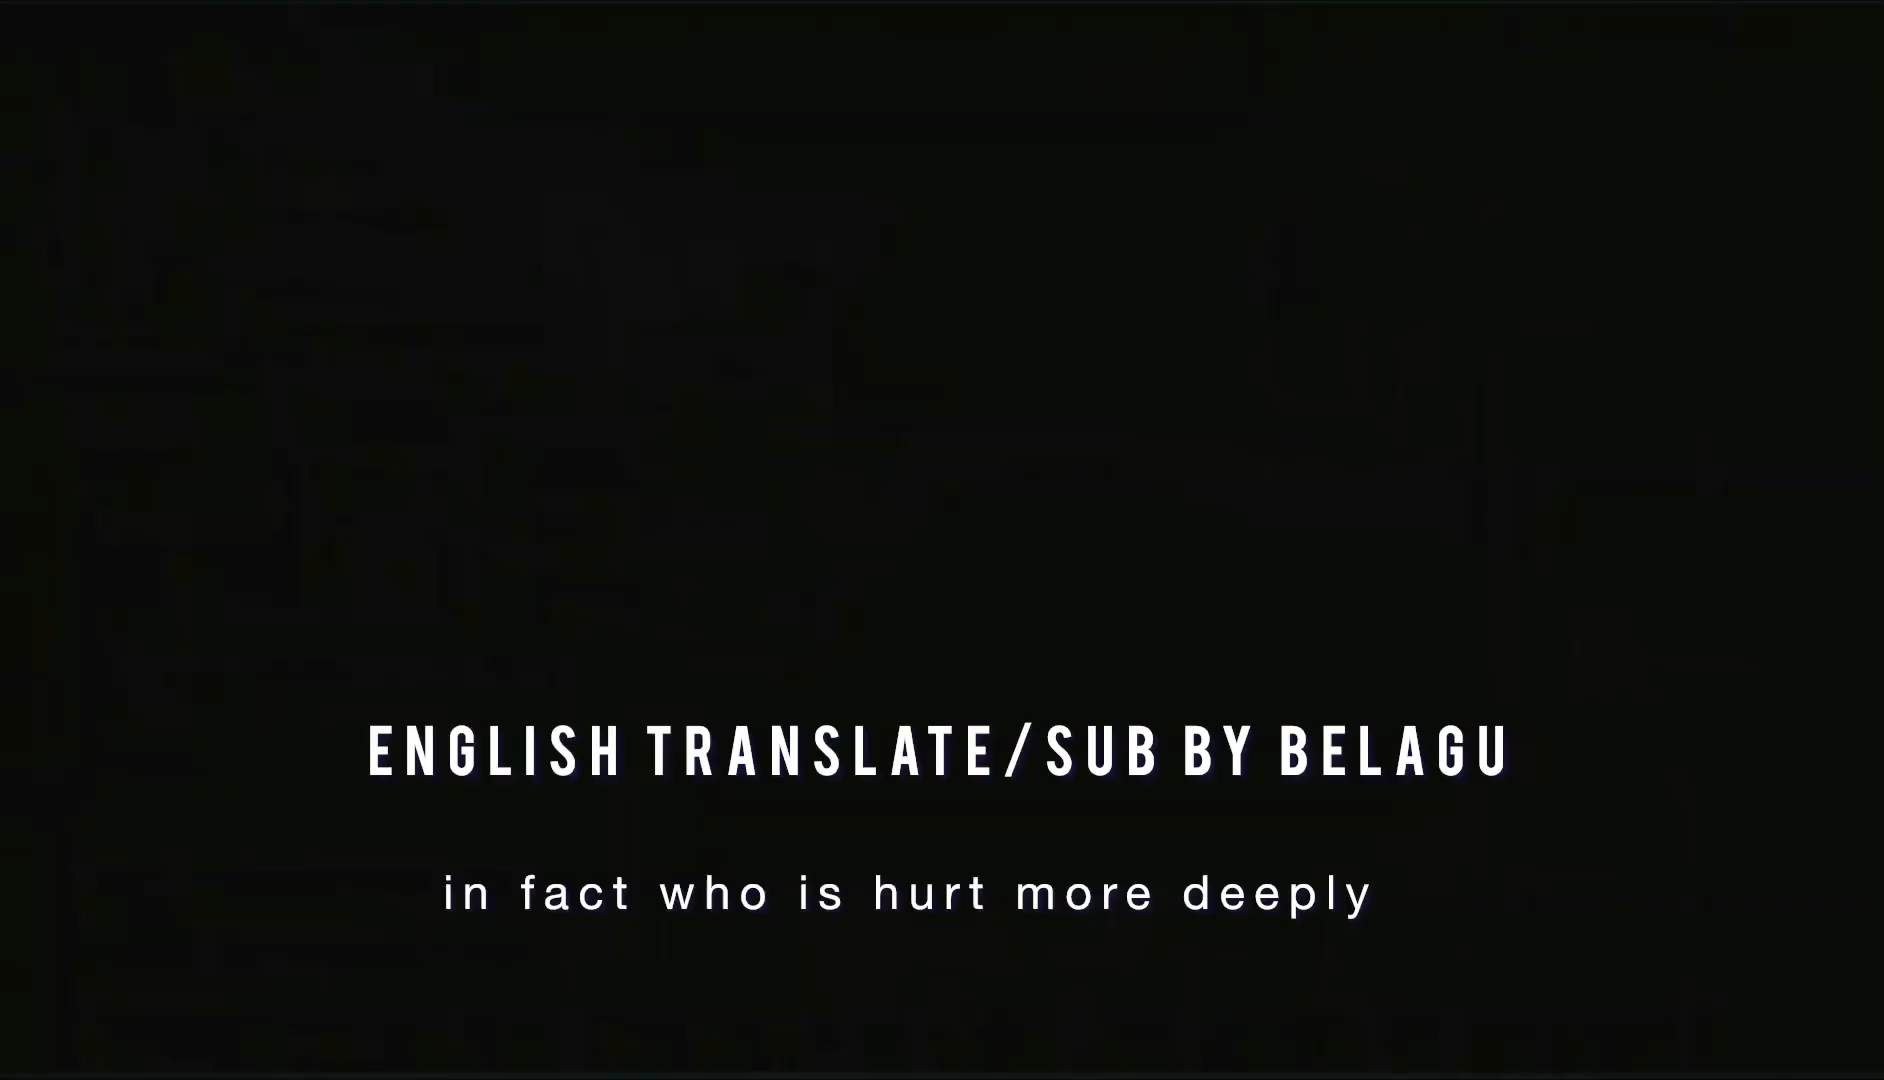 ENGLISH TRANSLATE/SUB BY BELAGU
in fact who is hurt more deeply